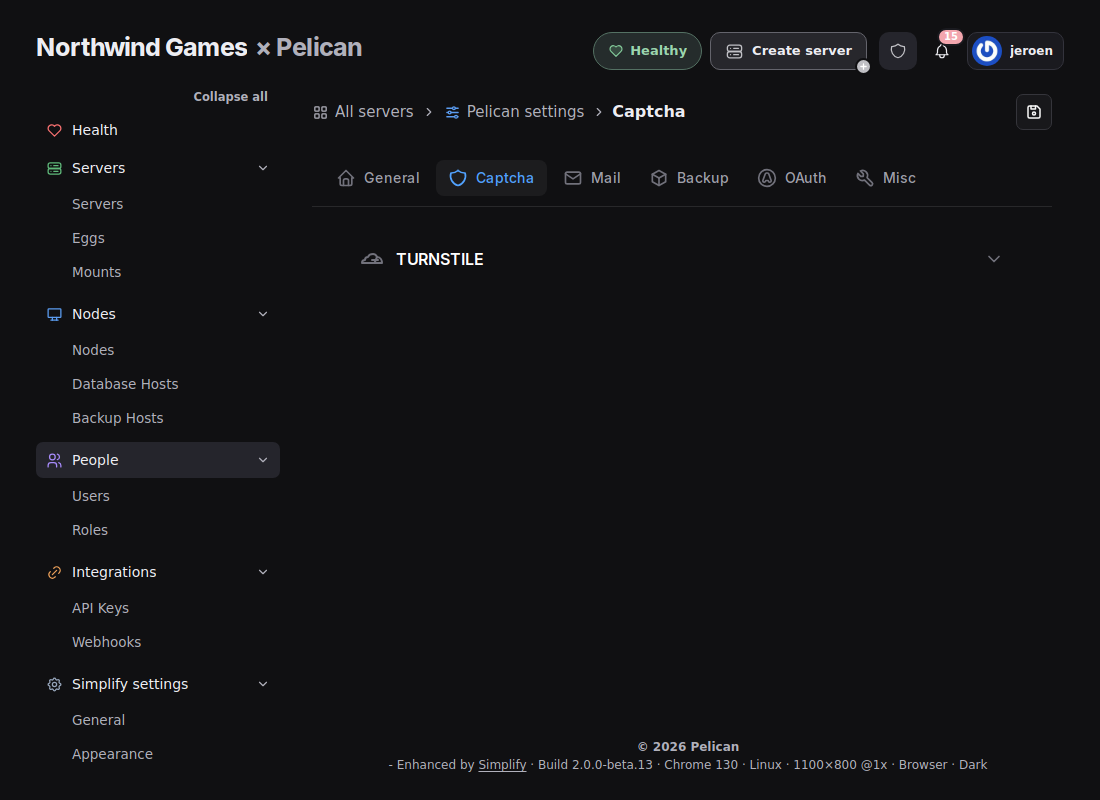 Northwind Games × Pelican
Healthy
Create server
15
jeroen
Collapse all
Health
Servers
Servers
Eggs
Mounts
Nodes
Nodes
Database Hosts
Backup Hosts
People
Users
Roles
Integrations
API Keys
Webhooks
Simplify settings
General
Appearance
All servers › Pelican settings › Captcha
General
Captcha
Mail
Backup
OAuth
Misc
TURNSTILE
© 2026 Pelican
- Enhanced by Simplify · Build 2.0.0-beta.13 · Chrome 130 · Linux · 1100×800 @1x · Browser · Dark